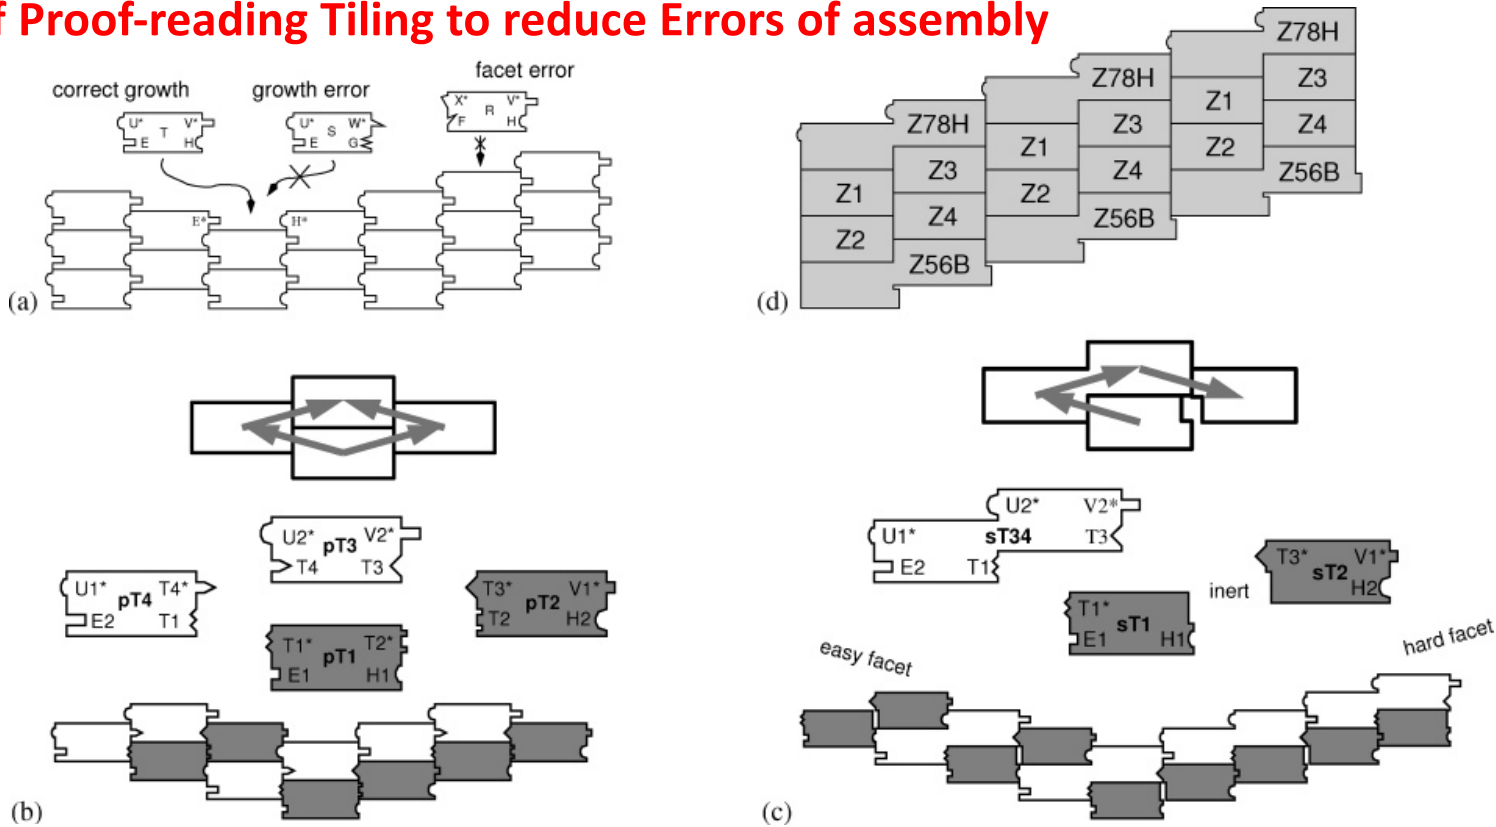 f Proof-reading Tiling to reduce Errors of assembly
correct growth
growth error
facet error
U* T V*
E H
U* S W*
E G
X* R V*
F H
E*
H*
(a)
Z78H
Z78H Z3
Z1
Z78H Z3 Z4
Z1 Z2
Z3 Z4 Z56B
Z1 Z2
Z4 Z56B
Z2
Z56B
(d)
U2* V2*
pT3
T4 T3
U1* T4*
pT4
E2 T1
T3* V1*
pT2
T2 H2
T1* T2*
pT1
E1 H1
(b)
U2* V2*
U1* sT34 T3
E2 T1
T3* V1*
sT2
H2
inert
T1*
sT1
E1 H1
easy facet
hard facet
(c)